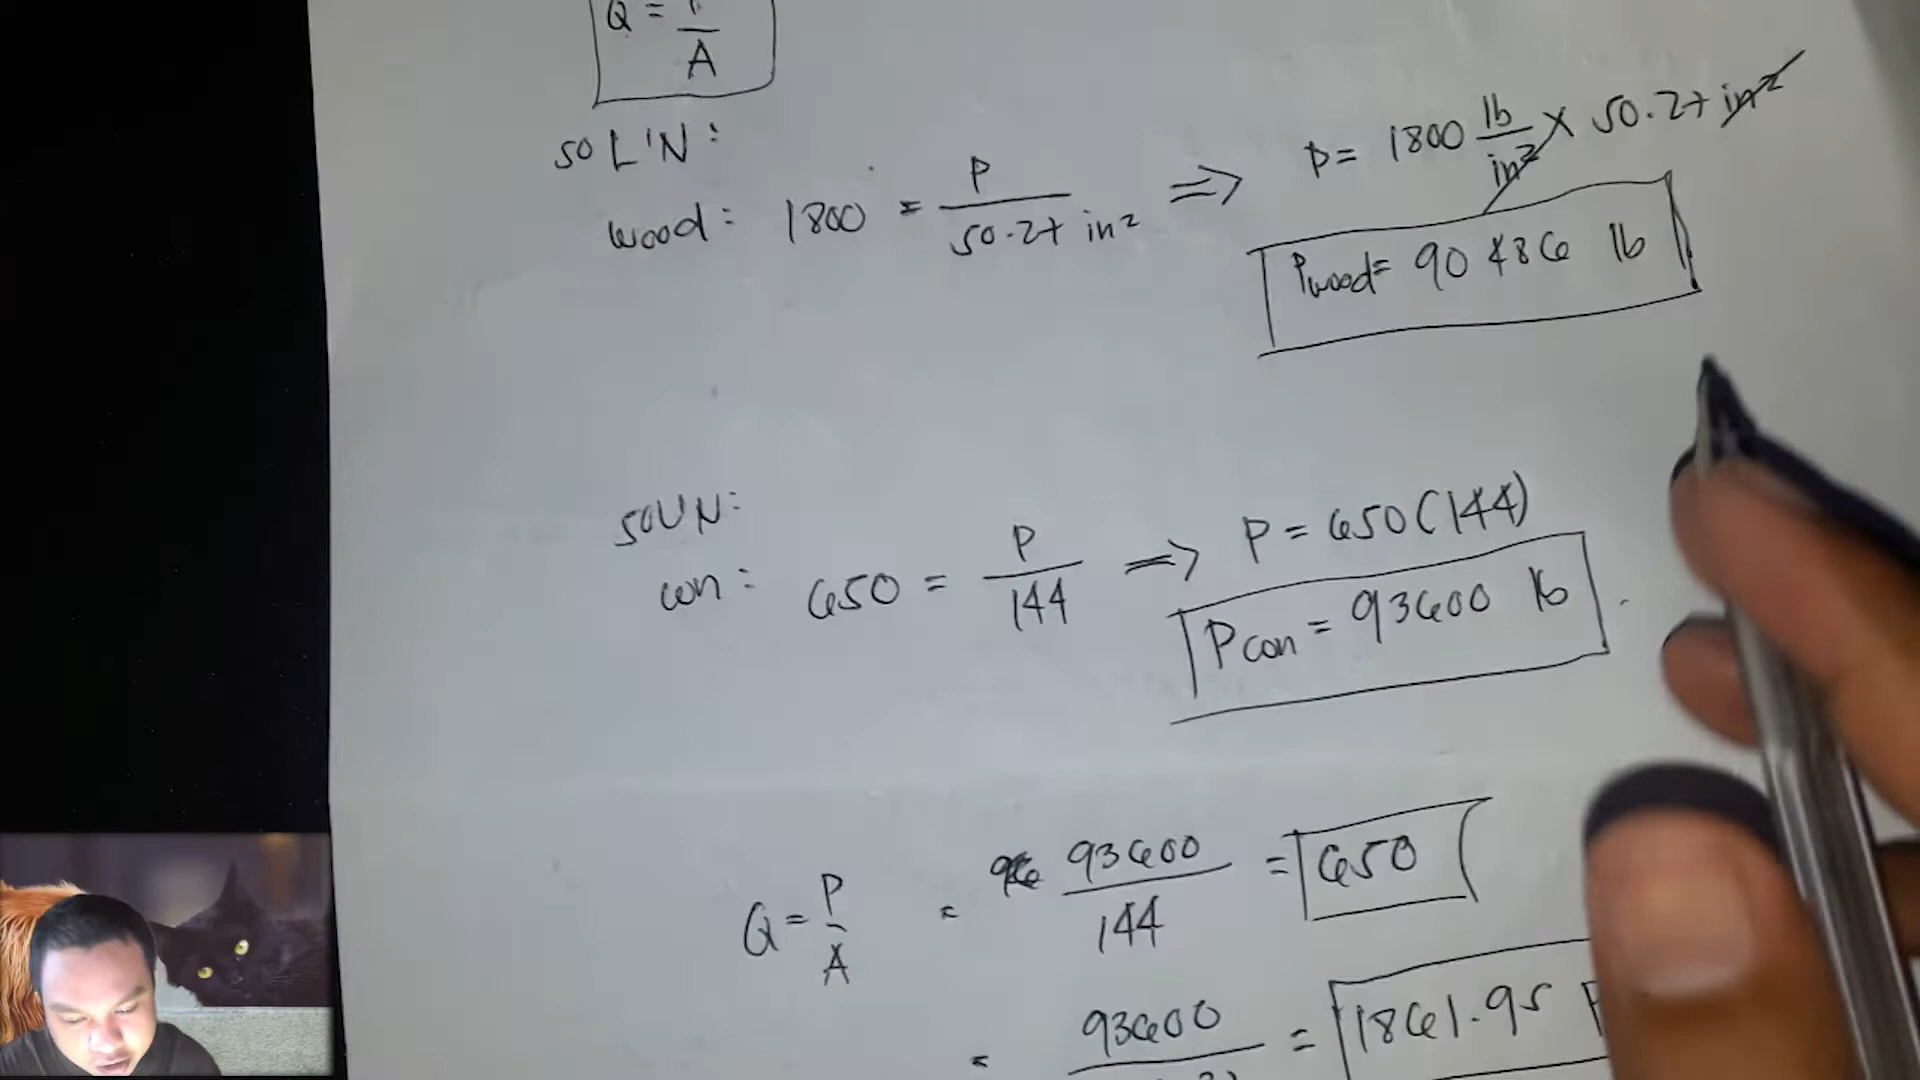 Q = P/A
SOL'N:
wood: 1800 = P/50.27 in² ⇒ P = 1800 lb/in² × 50.27 in²
Pwood = 90486 lb
SOL'N:
con: 650 = P/144 ⇒ P = 650(144)
Pcon = 93600 lb
Q = P/A = 93600/144 = 650
= 93600 = 1861.95